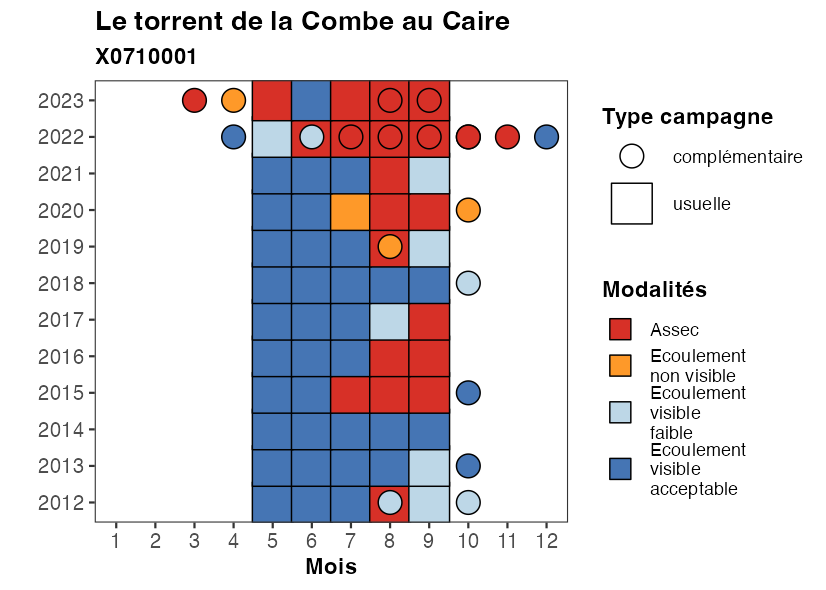 Le torrent de la Combe au Caire
X0710001
2023
2022
2021
2020
2019
2018
2017
2016
2015
2014
2013
2012
1 2 3 4 5 6 7 8 9 10 11 12
Mois
Type campagne
complémentaire
usuelle
Modalités
Assec
Ecoulement
non visible
Ecoulement
visible
faible
Ecoulement
visible
acceptable